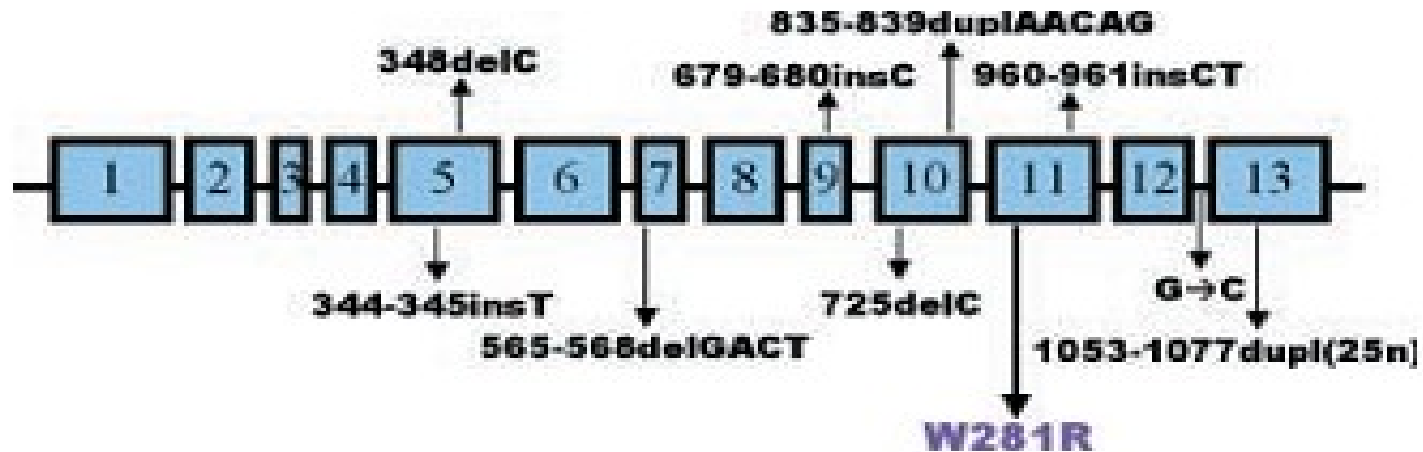 835-839duplAACAG
348delC
679-680insC 960-961insCT
1 2 3 4 5 6 7 8 9 10 11 12 13
344-345insT 725delC G→C
565-568delGACT 1053-1077dupl(25n)
W281R